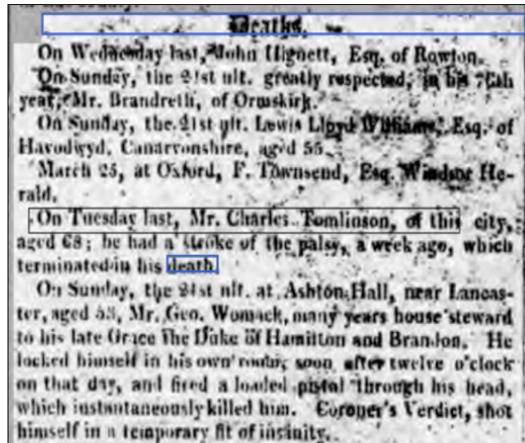 Deaths.
On Wednesday last, John Hignett, Esq. of Rowton.
On Sunday, the 21st ult. greatly respected, in his 76th
year, Mr. Brandreth, of Ormskirk.
On Sunday, the 21st ult. Lewis Lloyd Williams, Esq. of
Havodwyd, Canarvonshire, aged 55.
March 25, at Oxford, F. Townsend, Esq. Windsor He-
rald.
On Tuesday last, Mr. Charles Tomlinson, of this city,
aged 68; he had a stroke of the palsy, a week ago, which
terminated in his death.
On Sunday, the 21st ult. at Ashton Hall, near Lancas-
ter, aged 53, Mr. Geo. Womack, many years house steward
to his late Grace the Duke of Hamilton and Brandon. He
locked himself in his own room, soon after twelve o'clock
on that day, and fired a loaded pistol through his head,
which instantaneously killed him. Coroner's Verdict, shot
himself in a temporary fit of insanity.